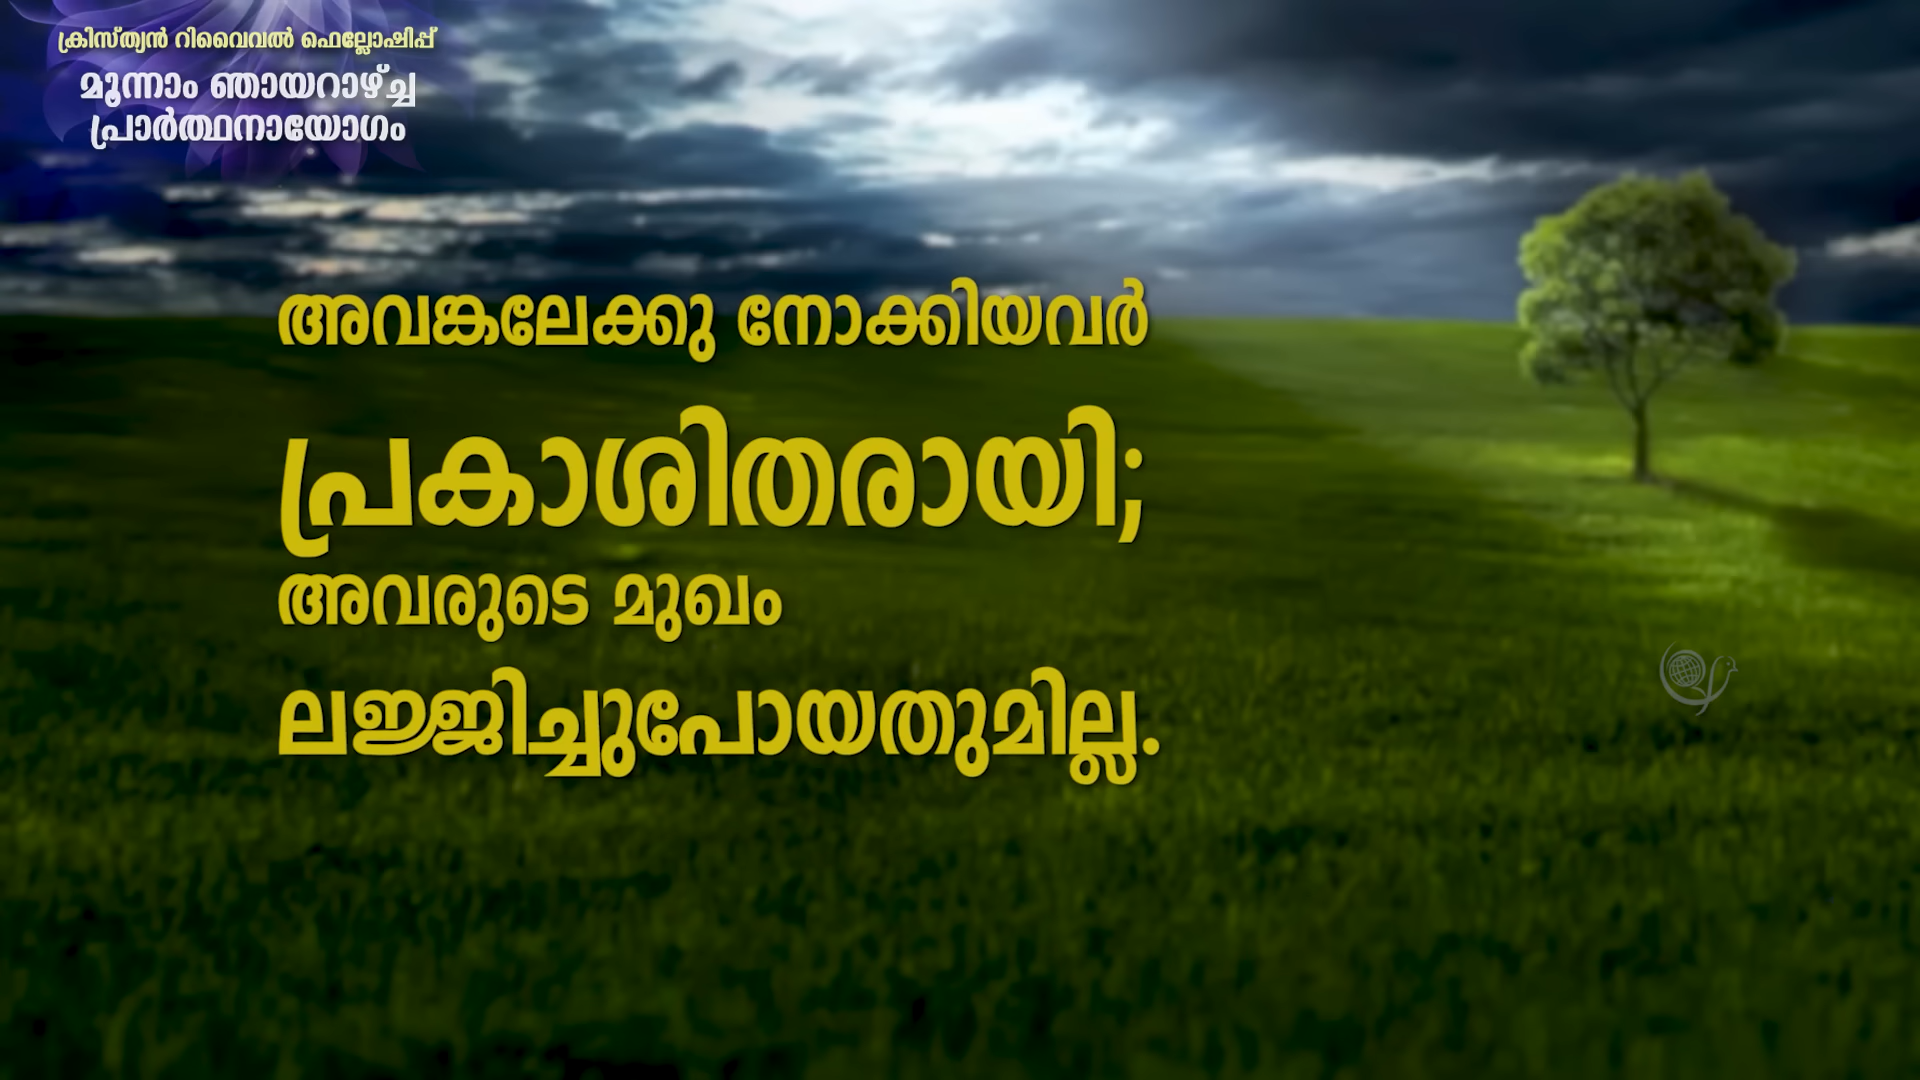 ക്രിസ്ത്യൻ റിവൈവൽ ഫെല്ലോഷിപ്പ്
മൂന്നാം ഞായറാഴ്ച്ച
പ്രാർത്ഥനായോഗം
അവങ്കലേക്കു നോക്കിയവർ
പ്രകാശിതരായി;
അവരുടെ മുഖം
ലജ്ജിച്ചുപോയതുമില്ല.